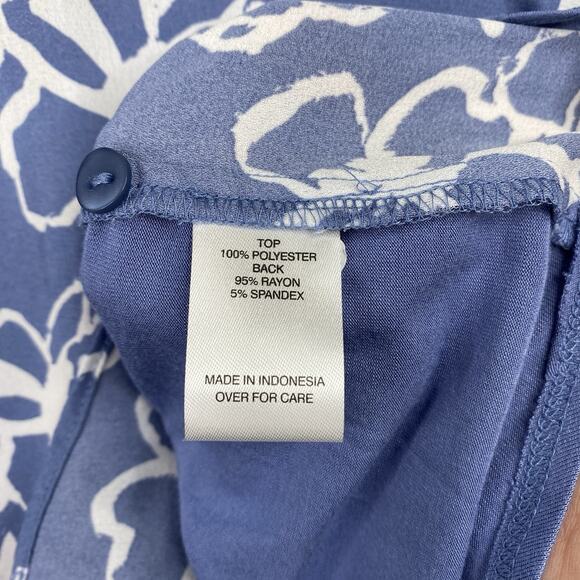 TOP
100% POLYESTER
BACK
95% RAYON
5% SPANDEX
MADE IN INDONESIA
OVER FOR CARE